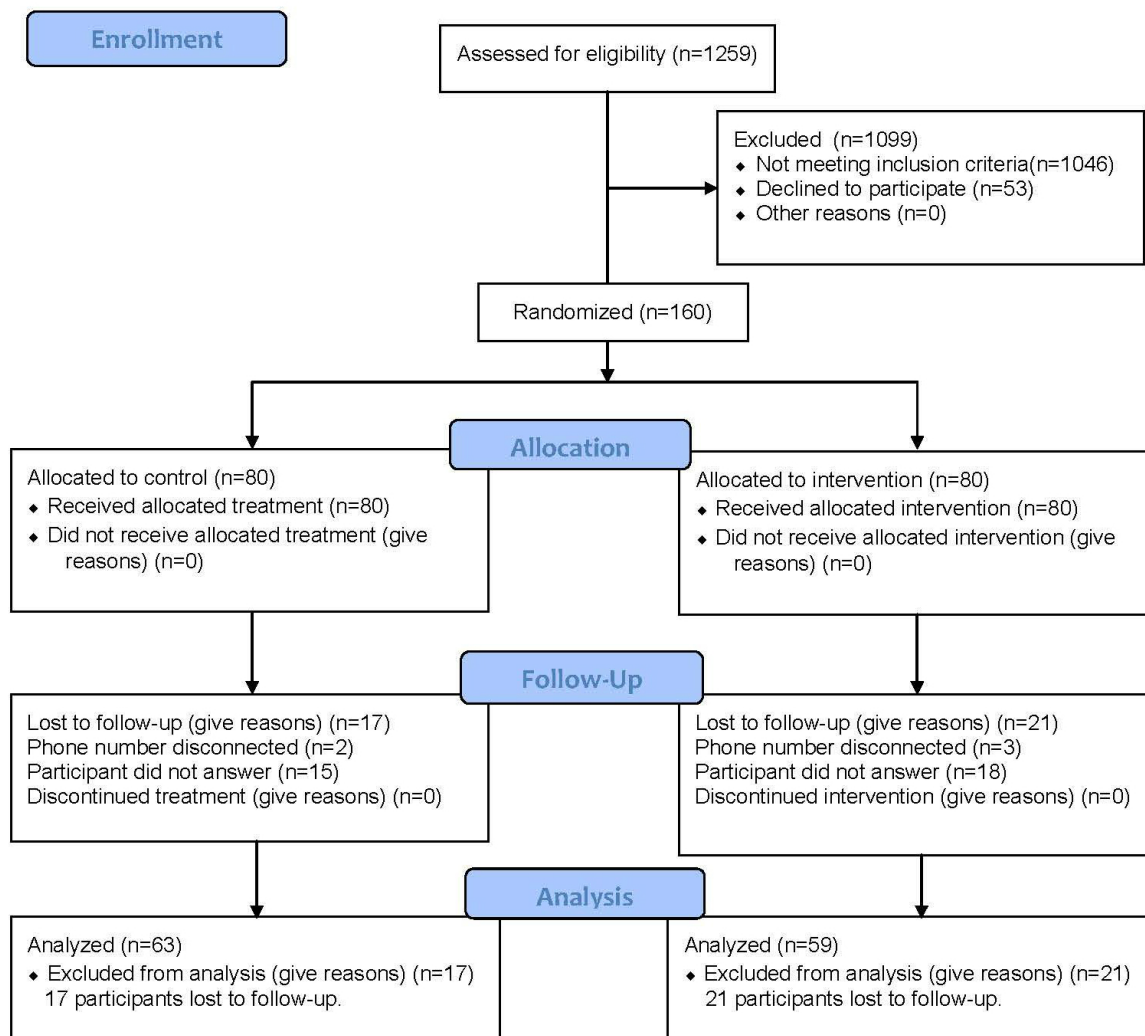 Enrollment
Assessed for eligibility (n=1259)
Excluded (n=1099)
◆ Not meeting inclusion criteria(n=1046)
◆ Declined to participate (n=53)
◆ Other reasons (n=0)
Randomized (n=160)
Allocation
Allocated to control (n=80)
◆ Received allocated treatment (n=80)
◆ Did not receive allocated treatment (give
reasons) (n=0)
Allocated to intervention (n=80)
◆ Received allocated intervention (n=80)
◆ Did not receive allocated intervention (give
reasons) (n=0)
Follow-Up
Lost to follow-up (give reasons) (n=17)
Phone number disconnected (n=2)
Participant did not answer (n=15)
Discontinued treatment (give reasons) (n=0)
Lost to follow-up (give reasons) (n=21)
Phone number disconnected (n=3)
Participant did not answer (n=18)
Discontinued intervention (give reasons) (n=0)
Analysis
Analyzed (n=63)
◆ Excluded from analysis (give reasons) (n=17)
17 participants lost to follow-up.
Analyzed (n=59)
◆ Excluded from analysis (give reasons) (n=21)
21 participants lost to follow-up.